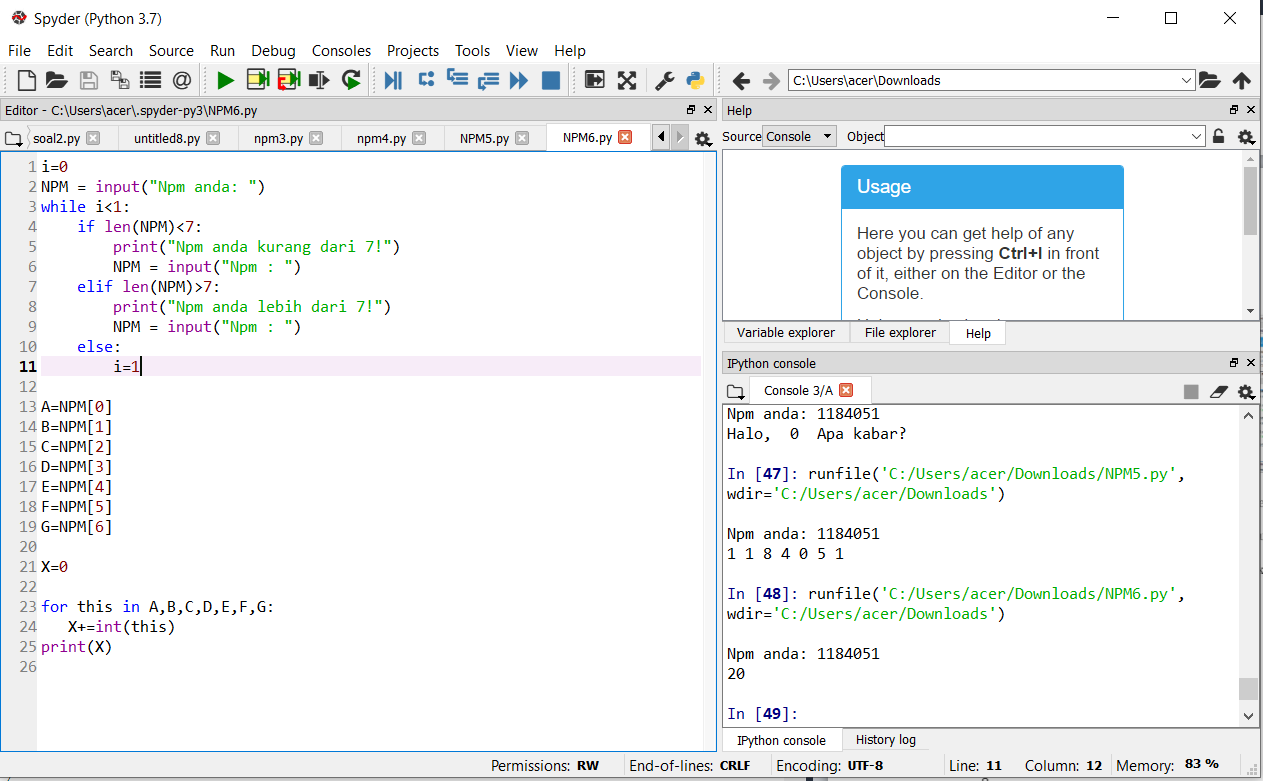 Spyder (Python 3.7)
File Edit Search Source Run Debug Consoles Projects Tools View Help
C:\Users\acer\Downloads
Editor - C:\Users\acer\.spyder-py3\NPM6.py
soal2.py untitled8.py npm3.py npm4.py NPM5.py NPM6.py
1 i=0
2 NPM = input("Npm anda: ")
3 while i<1:
4     if len(NPM)<7:
5         print("Npm anda kurang dari 7!")
6         NPM = input("Npm : ")
7     elif len(NPM)>7:
8         print("Npm anda lebih dari 7!")
9         NPM = input("Npm : ")
10     else:
11         i=1
12
13 A=NPM[0]
14 B=NPM[1]
15 C=NPM[2]
16 D=NPM[3]
17 E=NPM[4]
18 F=NPM[5]
19 G=NPM[6]
20
21 X=0
22
23 for this in A,B,C,D,E,F,G:
24    X+=int(this)
25 print(X)
26
Help
Source Console Object
Usage
Here you can get help of any
object by pressing Ctrl+I in front
of it, either on the Editor or the
Console.
Variable explorer File explorer Help
IPython console
Console 3/A
Npm anda: 1184051
Halo,  0  Apa kabar?
In [47]: runfile('C:/Users/acer/Downloads/NPM5.py',
wdir='C:/Users/acer/Downloads')
Npm anda: 1184051
1 1 8 4 0 5 1
In [48]: runfile('C:/Users/acer/Downloads/NPM6.py',
wdir='C:/Users/acer/Downloads')
Npm anda: 1184051
20
In [49]:
IPython console History log
Permissions: RW End-of-lines: CRLF Encoding: UTF-8 Line: 11 Column: 12 Memory: 83 %